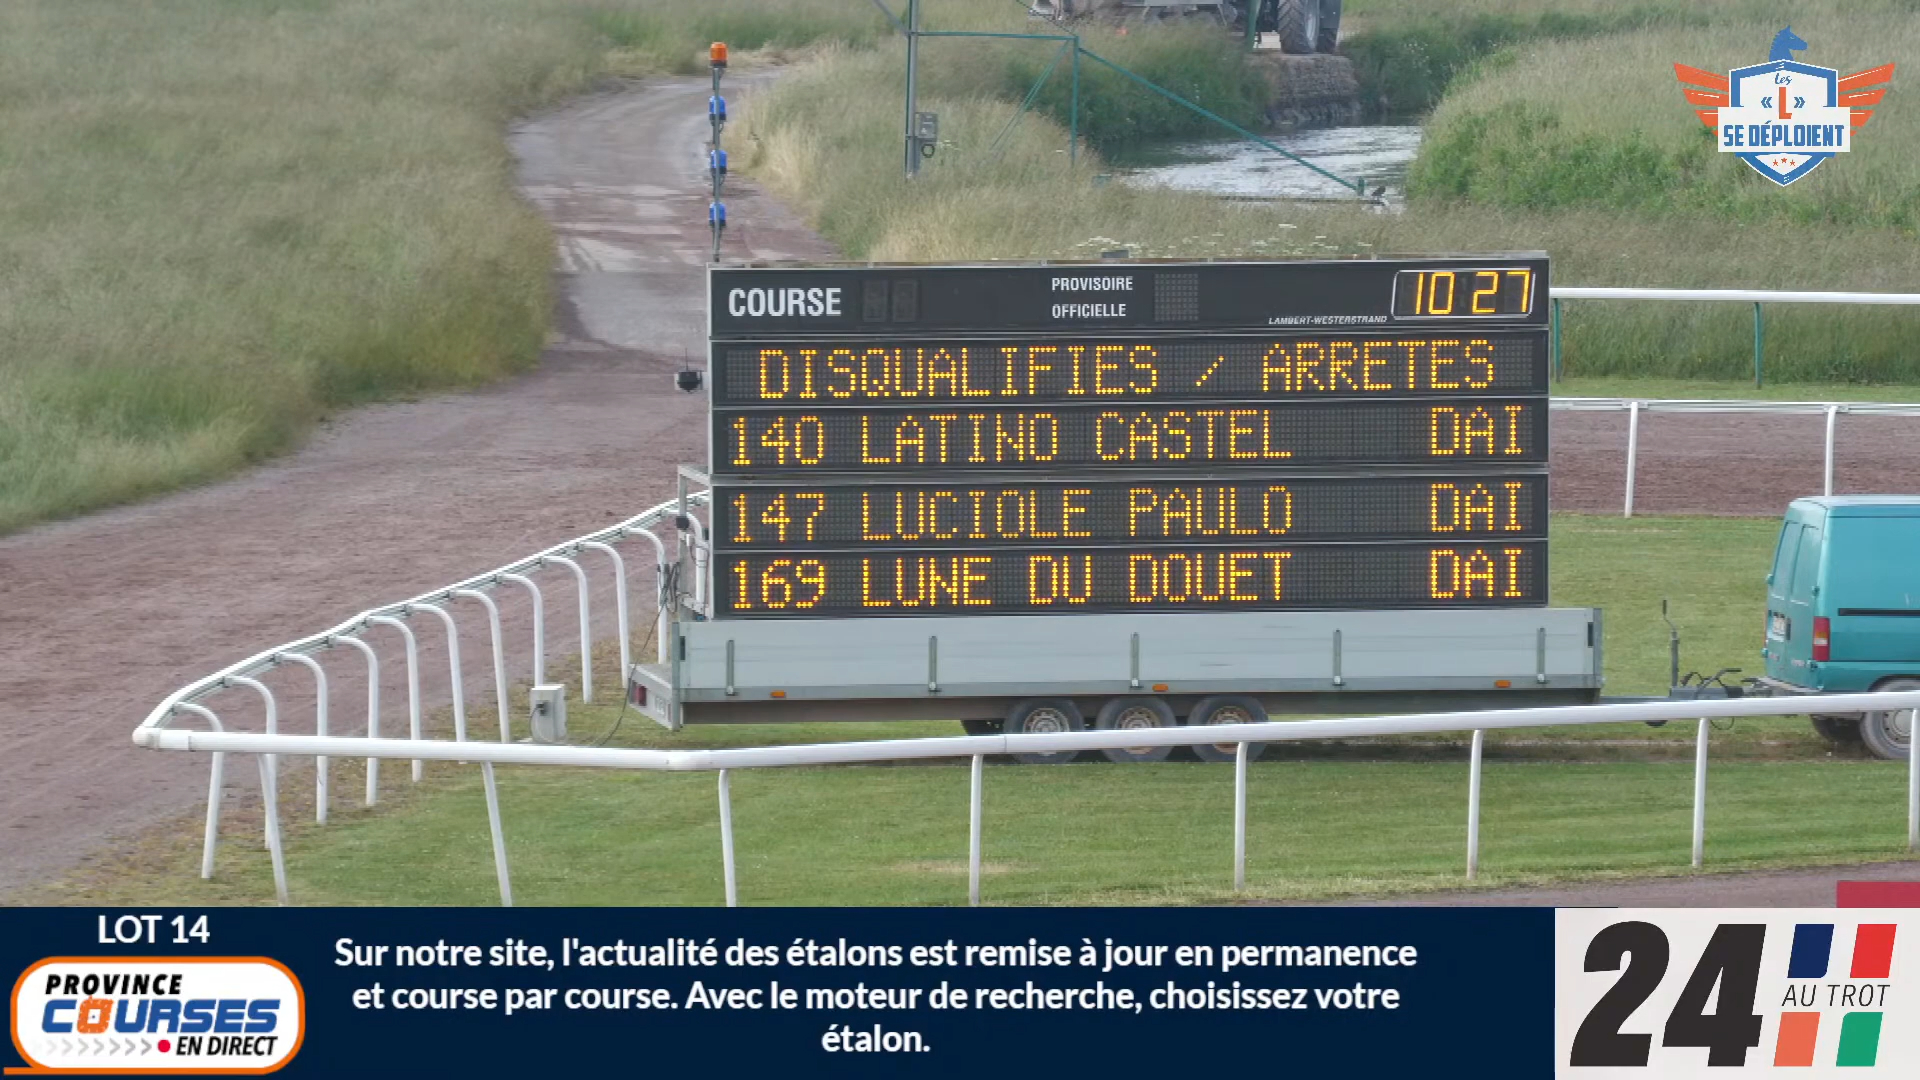 Les
« L »
SE DÉPLOIENT
COURSE
PROVISOIRE
OFFICIELLE
LAMBERT-WESTERSTRAND
10 27
DISQUALIFIES / ARRETES
140 LATINO CASTEL DAI
147 LUCIOLE PAULO DAI
169 LUNE DU DOUET DAI
LOT 14
PROVINCE
COURSES
EN DIRECT
Sur notre site, l'actualité des étalons est remise à jour en permanence
et course par course. Avec le moteur de recherche, choisissez votre
étalon.
24
AU TROT